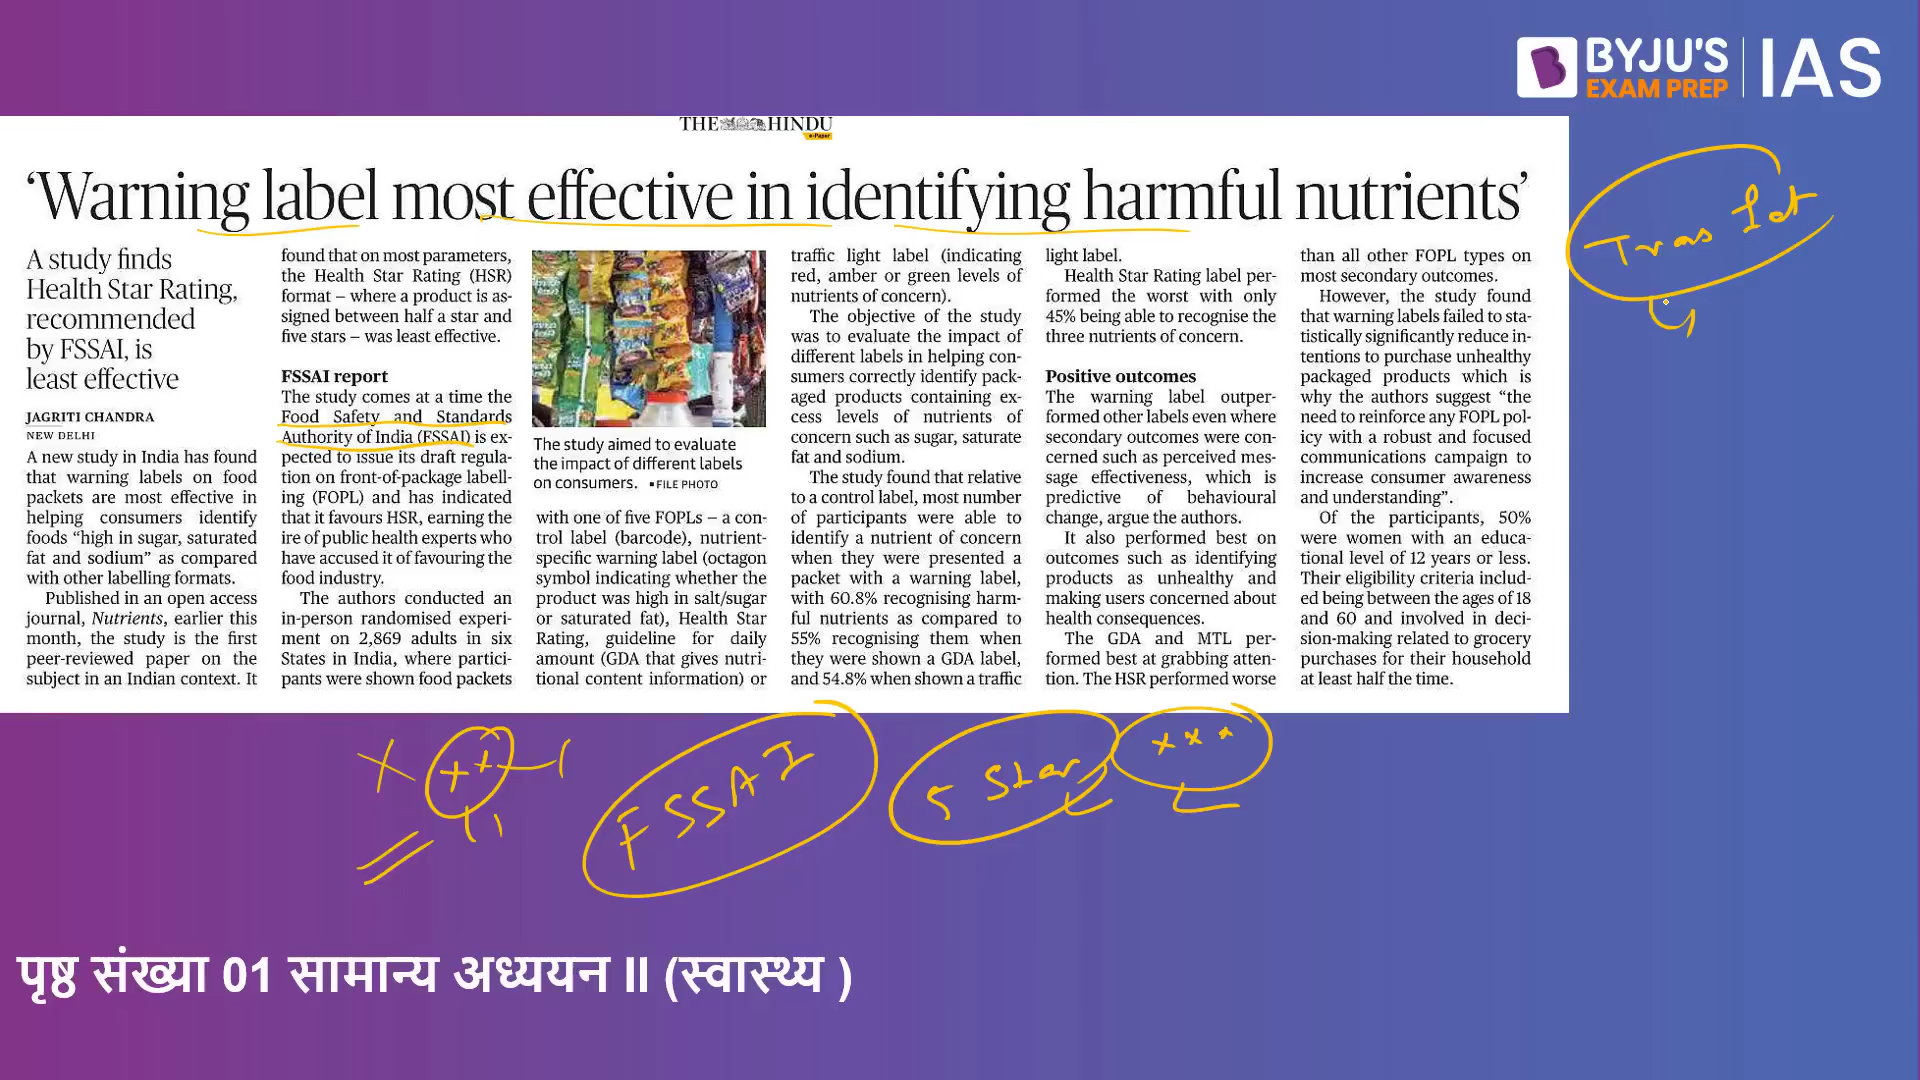 BYJU'S
EXAM PREP
IAS
THE HINDU
e-Paper
'Warning label most effective in identifying harmful nutrients'
A study finds
Health Star Rating,
recommended
by FSSAI, is
least effective
JAGRITI CHANDRA
NEW DELHI
A new study in India has found
that warning labels on food
packets are most effective in
helping consumers identify
foods “high in sugar, saturated
fat and sodium” as compared
with other labelling formats.
Published in an open access
journal, Nutrients, earlier this
month, the study is the first
peer-reviewed paper on the
subject in an Indian context. It
found that on most parameters,
the Health Star Rating (HSR)
format – where a product is as-
signed between half a star and
five stars – was least effective.
FSSAI report
The study comes at a time the
Food Safety and Standards
Authority of India (FSSAI) is ex-
pected to issue its draft regula-
tion on front-of-package labell-
ing (FOPL) and has indicated
that it favours HSR, earning the
ire of public health experts who
have accused it of favouring the
food industry.
The authors conducted an
in-person randomised experi-
ment on 2,869 adults in six
States in India, where partici-
pants were shown food packets
The study aimed to evaluate
the impact of different labels
on consumers. ▪FILE PHOTO
with one of five FOPLs – a con-
trol label (barcode), nutrient-
specific warning label (octagon
symbol indicating whether the
product was high in salt/sugar
or saturated fat), Health Star
Rating, guideline for daily
amount (GDA that gives nutri-
tional content information) or
traffic light label (indicating
red, amber or green levels of
nutrients of concern).
The objective of the study
was to evaluate the impact of
different labels in helping con-
sumers correctly identify pack-
aged products containing ex-
cess levels of nutrients of
concern such as sugar, saturate
fat and sodium.
The study found that relative
to a control label, most number
of participants were able to
identify a nutrient of concern
when they were presented a
packet with a warning label,
with 60.8% recognising harm-
ful nutrients as compared to
55% recognising them when
they were shown a GDA label,
and 54.8% when shown a traffic
light label.
Health Star Rating label per-
formed the worst with only
45% being able to recognise the
three nutrients of concern.
Positive outcomes
The warning label outper-
formed other labels even where
secondary outcomes were con-
cerned such as perceived mes-
sage effectiveness, which is
predictive of behavioural
change, argue the authors.
It also performed best on
outcomes such as identifying
products as unhealthy and
making users concerned about
health consequences.
The GDA and MTL per-
formed best at grabbing atten-
tion. The HSR performed worse
than all other FOPL types on
most secondary outcomes.
However, the study found
that warning labels failed to sta-
tistically significantly reduce in-
tentions to purchase unhealthy
packaged products which is
why the authors suggest “the
need to reinforce any FOPL pol-
icy with a robust and focused
communications campaign to
increase consumer awareness
and understanding”.
Of the participants, 50%
were women with an educa-
tional level of 12 years or less.
Their eligibility criteria includ-
ed being between the ages of 18
and 60 and involved in deci-
sion-making related to grocery
purchases for their household
at least half the time.
Trans fat
FSSAI
5 Star
पृष्ठ संख्या 01 सामान्य अध्ययन II (स्वास्थ्य )